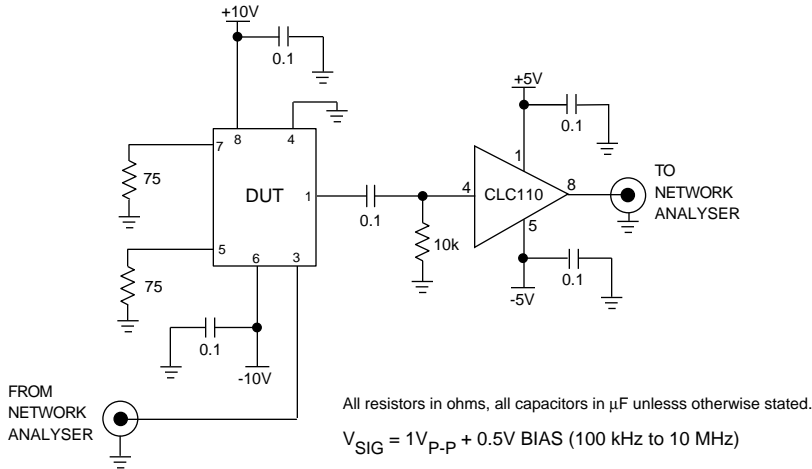 +10V
0.1
+5V
0.1
7
8
4
75
DUT
1
0.1
4
1
CLC110
8
5
TO
NETWORK
ANALYSER
10k
5
6
3
75
0.1
-5V
0.1
-10V
FROM
NETWORK
ANALYSER
All resistors in ohms, all capacitors in µF unlesss otherwise stated.
VSIG = 1VP-P + 0.5V BIAS (100 kHz to 10 MHz)